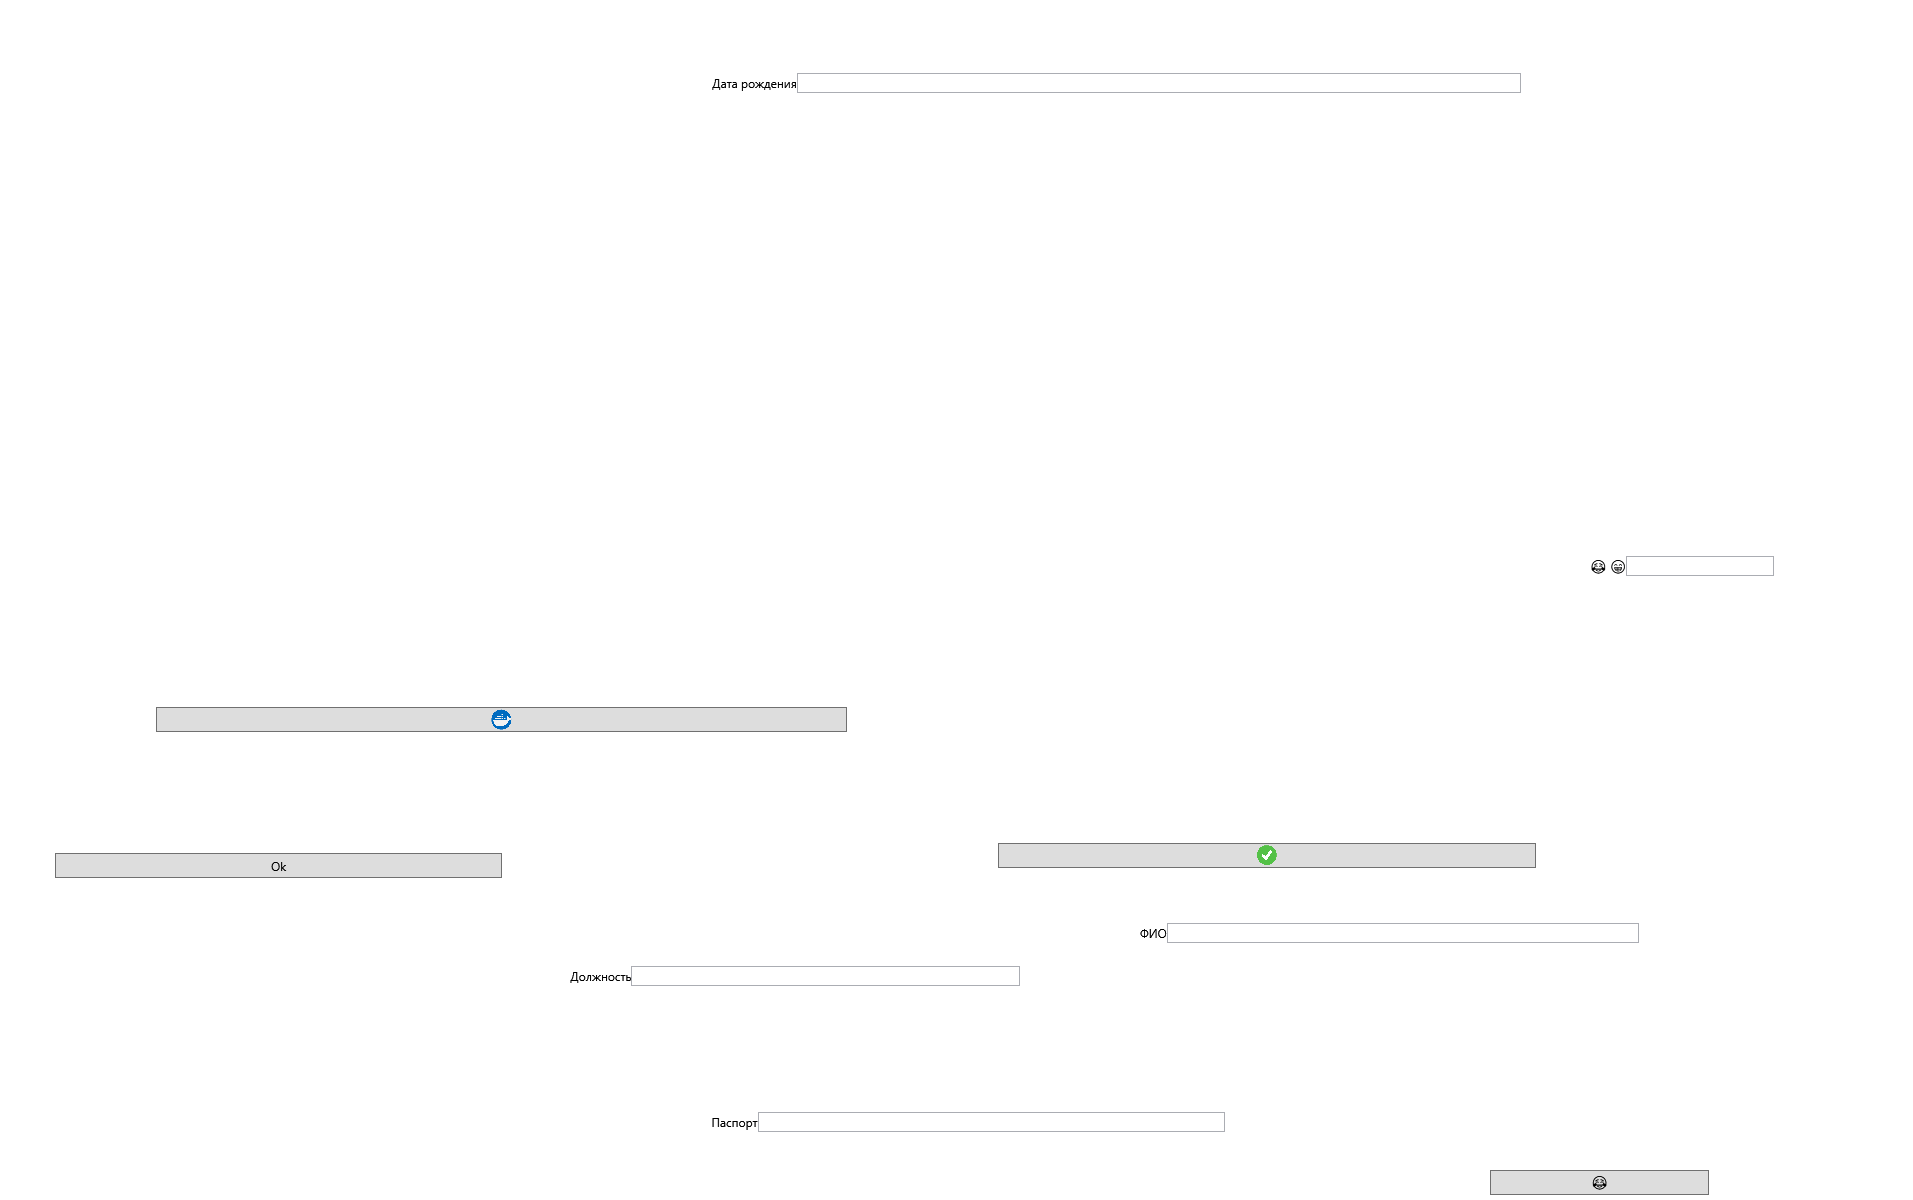 Дата рождения
😂 😁
Ok
ФИО
Должность
Паспорт
😂